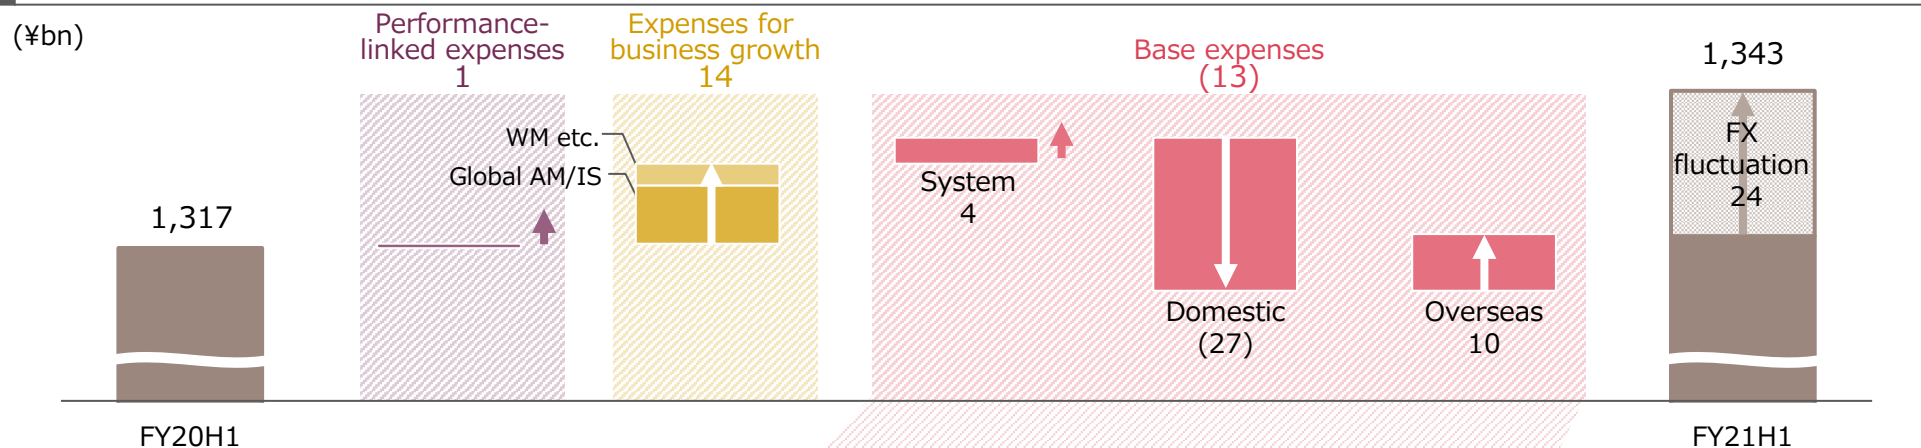 (¥bn)
Performance-
linked expenses
1
Expenses for
business growth
14
Base expenses
(13)
1,343
WM etc.
Global AM/IS
FX
fluctuation
24
System
4
1,317
Domestic
(27)
Overseas
10
FY20H1
FY21H1